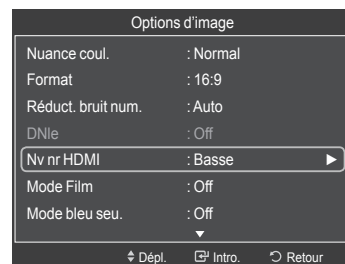 Options d'image
Nuance coul. : Normal
Format : 16:9
Réduct. bruit num. : Auto
DNIe : Off
Nv nr HDMI : Basse ►
Mode Film : Off
Mode bleu seu. : Off
▼
Dépl. Intro. Retour